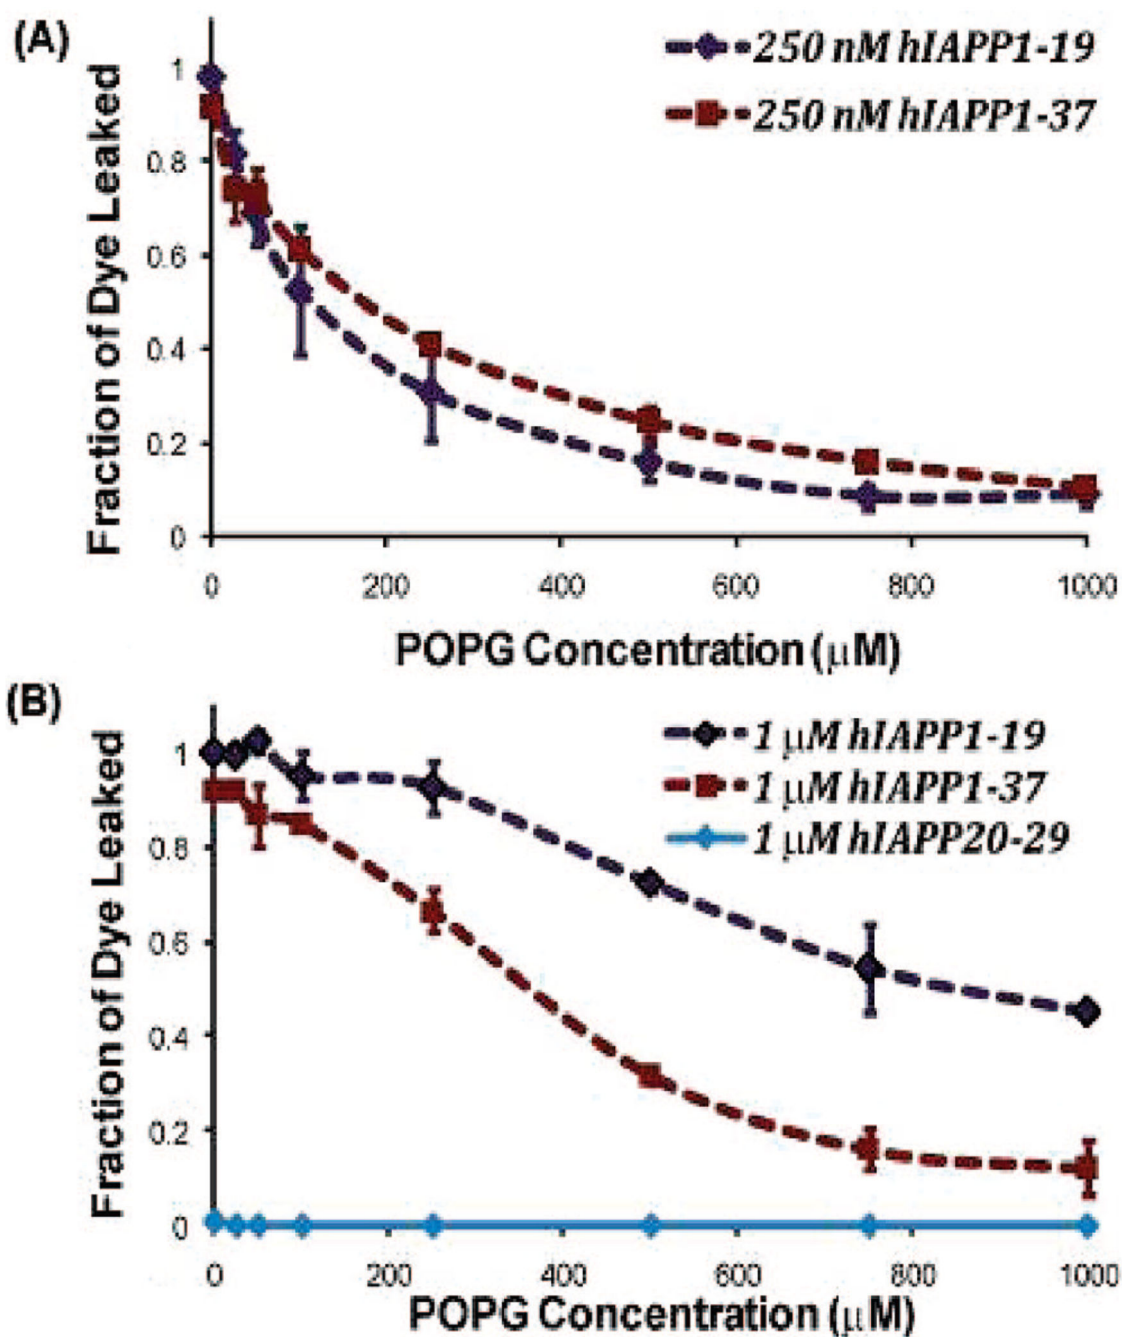 (A)
250 nM hIAPP1-19
250 nM hIAPP1-37
Fraction of Dye Leaked
1
0.8
0.6
0.4
0.2
0
0 200 400 600 800 1000
POPG Concentration (μM)
(B)
1 μM hIAPP1-19
1 μM hIAPP1-37
1 μM hIAPP20-29
Fraction of Dye Leaked
1
0.8
0.6
0.4
0.2
0
0 200 400 600 800 1000
POPG Concentration (μM)